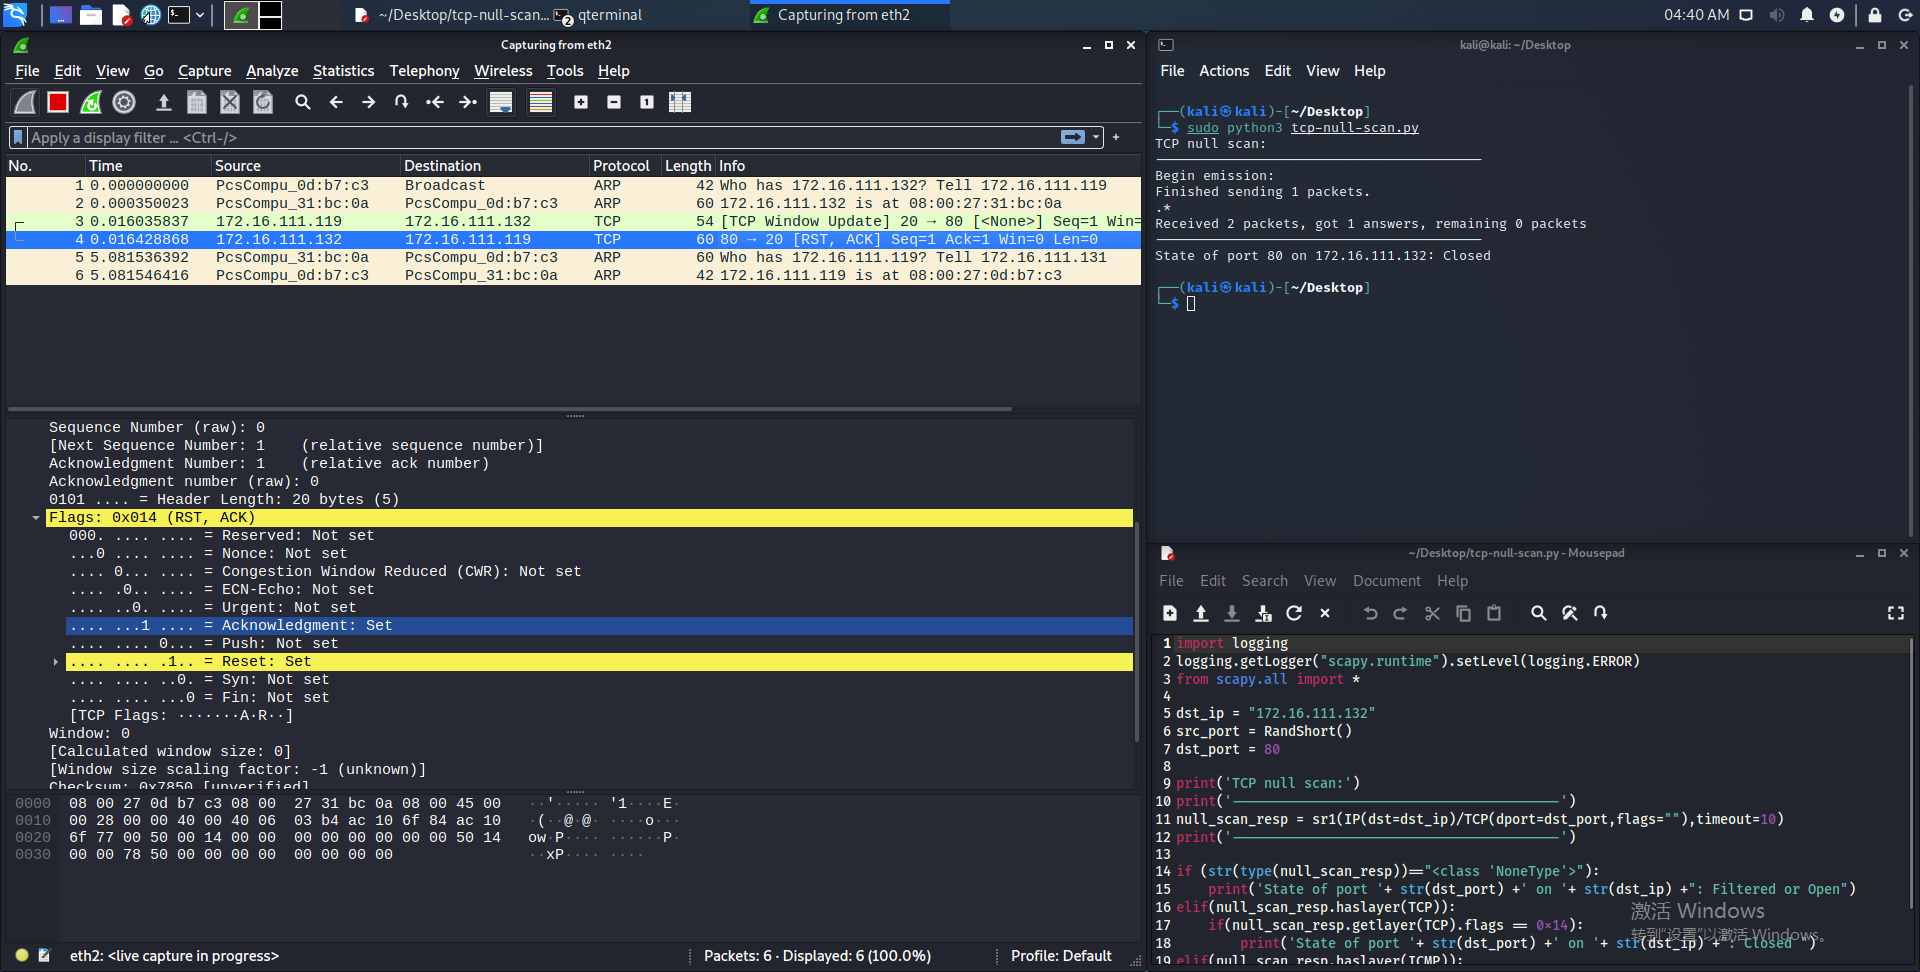 ~/Desktop/tcp-null-scan...
2
qterminal
Capturing from eth2
04:40 AM
Capturing from eth2
File Edit View Go Capture Analyze Statistics Telephony Wireless Tools Help
Apply a display filter ... <Ctrl-/>
No. Time Source Destination Protocol Length Info
1 0.000000000 PcsCompu_0d:b7:c3 Broadcast ARP 42 Who has 172.16.111.132? Tell 172.16.111.119
2 0.000350023 PcsCompu_31:bc:0a PcsCompu_0d:b7:c3 ARP 60 172.16.111.132 is at 08:00:27:31:bc:0a
3 0.016035837 172.16.111.119 172.16.111.132 TCP 54 [TCP Window Update] 20 → 80 [<None>] Seq=1 Win=
4 0.016428868 172.16.111.132 172.16.111.119 TCP 60 80 → 20 [RST, ACK] Seq=1 Ack=1 Win=0 Len=0
5 5.081536392 PcsCompu_31:bc:0a PcsCompu_0d:b7:c3 ARP 60 Who has 172.16.111.119? Tell 172.16.111.131
6 5.081546416 PcsCompu_0d:b7:c3 PcsCompu_31:bc:0a ARP 42 172.16.111.119 is at 08:00:27:0d:b7:c3
Sequence Number (raw): 0
[Next Sequence Number: 1 (relative sequence number)]
Acknowledgment Number: 1 (relative ack number)
Acknowledgment number (raw): 0
0101 .... = Header Length: 20 bytes (5)
Flags: 0x014 (RST, ACK)
000. .... .... = Reserved: Not set
...0 .... .... = Nonce: Not set
.... 0... .... = Congestion Window Reduced (CWR): Not set
.... .0.. .... = ECN-Echo: Not set
.... ..0. .... = Urgent: Not set
.... ...1 .... = Acknowledgment: Set
.... .... 0... = Push: Not set
.... .... .1.. = Reset: Set
.... .... ..0. = Syn: Not set
.... .... ...0 = Fin: Not set
[TCP Flags: ·······A·R··]
Window: 0
[Calculated window size: 0]
[Window size scaling factor: -1 (unknown)]
Checksum: 0x7850 [unverified]
0000 08 00 27 0d b7 c3 08 00 27 31 bc 0a 08 00 45 00 ··'····· '1····E·
0010 00 28 00 00 40 00 40 06 03 b4 ac 10 6f 84 ac 10 ·(··@·@· ····o···
0020 6f 77 00 50 00 14 00 00 00 00 00 00 00 00 50 14 ow·P···· ······P·
0030 00 00 78 50 00 00 00 00 00 00 00 00 ··xP···· ····
eth2: <live capture in progress>
Packets: 6 · Displayed: 6 (100.0%)
Profile: Default
kali@kali: ~/Desktop
File Actions Edit View Help
┌──(kali㉿kali)-[~/Desktop]
└─$ sudo python3 tcp-null-scan.py
TCP null scan:
Begin emission:
Finished sending 1 packets.
.*
Received 2 packets, got 1 answers, remaining 0 packets
State of port 80 on 172.16.111.132: Closed
┌──(kali㉿kali)-[~/Desktop]
└─$
~/Desktop/tcp-null-scan.py - Mousepad
File Edit Search View Document Help
1 import logging
2 logging.getLogger("scapy.runtime").setLevel(logging.ERROR)
3 from scapy.all import *
4
5 dst_ip = "172.16.111.132"
6 src_port = RandShort()
7 dst_port = 80
8
9 print('TCP null scan:')
10 print('───────────────────────────────────────')
11 null_scan_resp = sr1(IP(dst=dst_ip)/TCP(dport=dst_port,flags=""),timeout=10)
12 print('───────────────────────────────────────')
13
14 if (str(type(null_scan_resp))=="<class 'NoneType'>"):
15 print('State of port '+ str(dst_port) +' on '+ str(dst_ip) +": Filtered or Open")
16 elif(null_scan_resp.haslayer(TCP)):
17 if(null_scan_resp.getlayer(TCP).flags == 0x14):
18 print('State of port '+ str(dst_port) +' on '+ str(dst_ip) +": Closed ")
19 elif(null_scan_resp.haslayer(ICMP)):
激活 Windows
转到"设置"以激活 Windows。